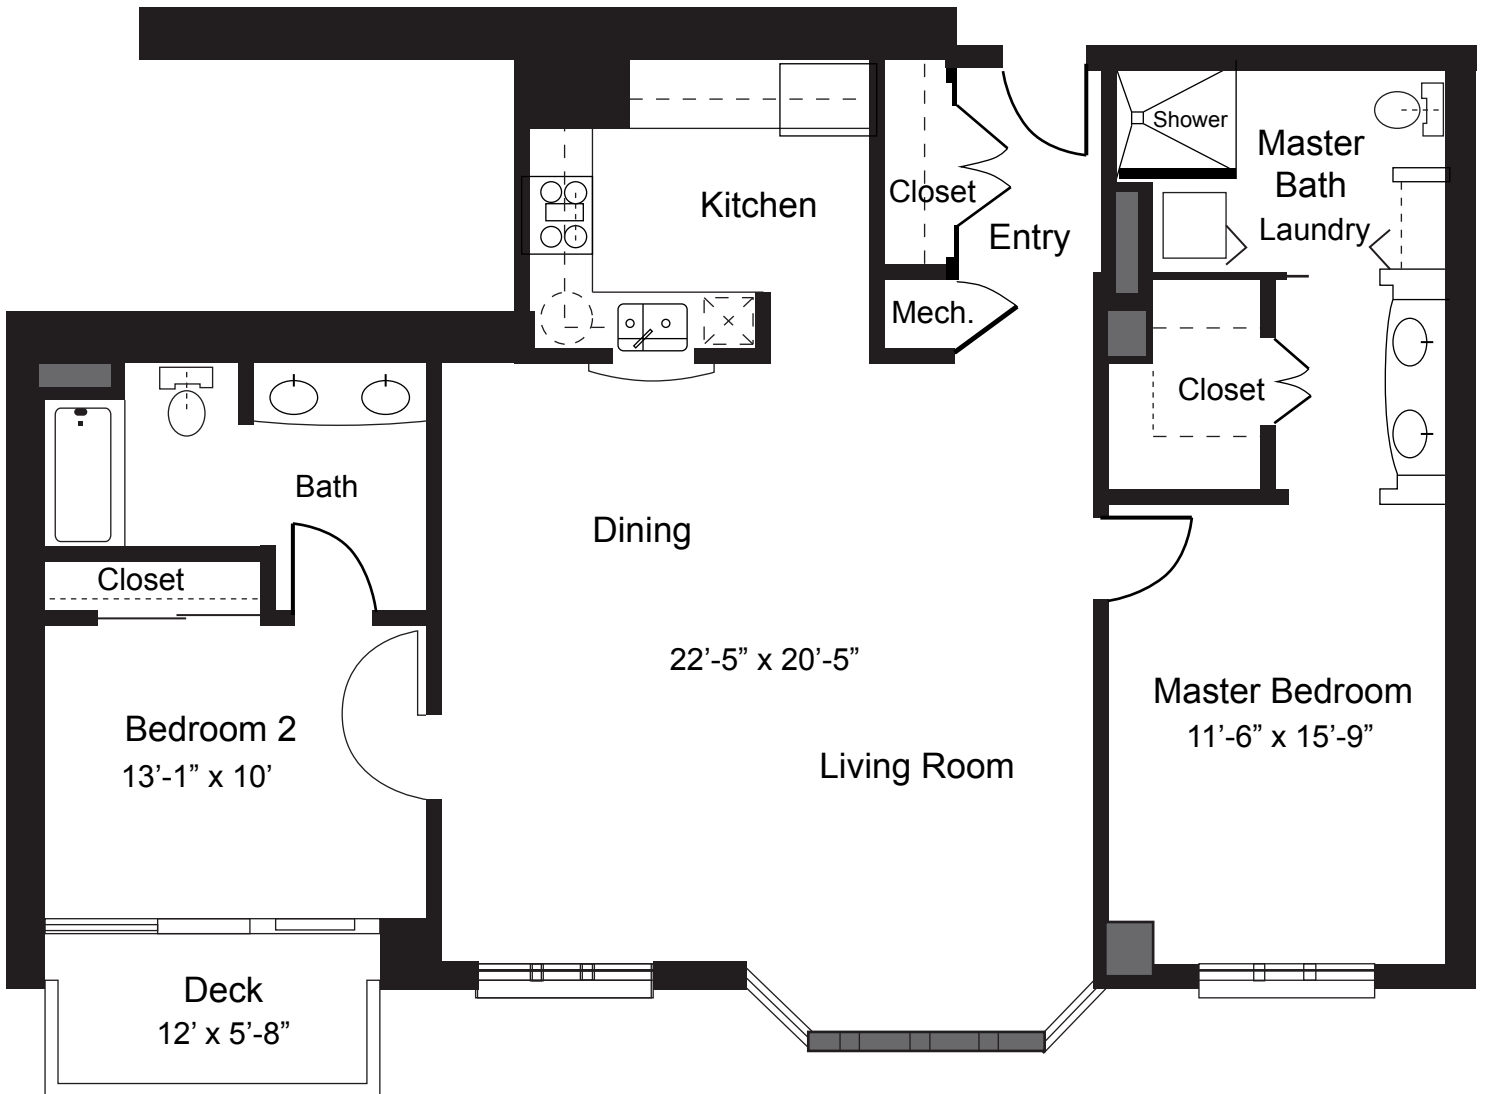 Shower
Master
Bath
Laundry
Kitchen
Closet
Entry
Mech.
Closet
Bath
Dining
Closet
22’-5” x 20’-5”
Master Bedroom
11’-6” x 15’-9”
Bedroom 2
13’-1” x 10’
Living Room
Deck
12’ x 5’-8”